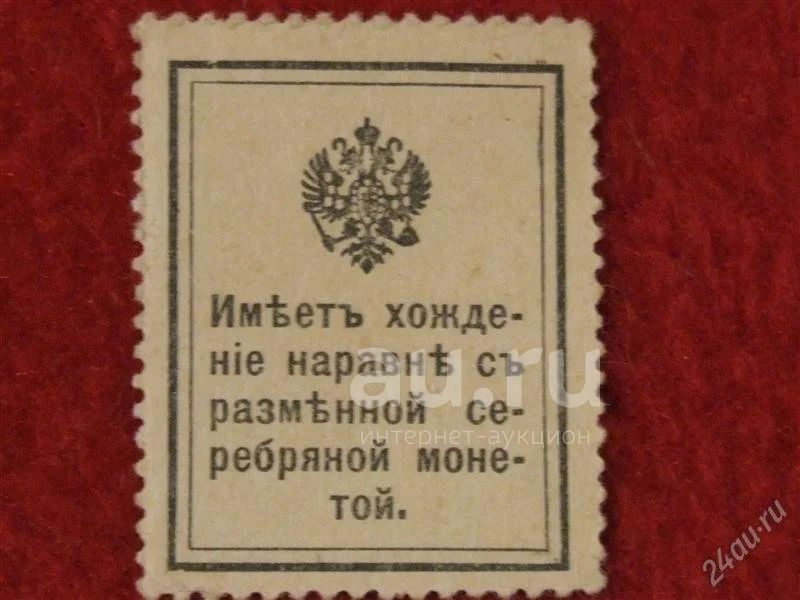 Имѣетъ хожде-
ніе наравнѣ съ
размѣнной се-
ребряной моне-
той.
au.ru
интернет-аукцион
24au.ru